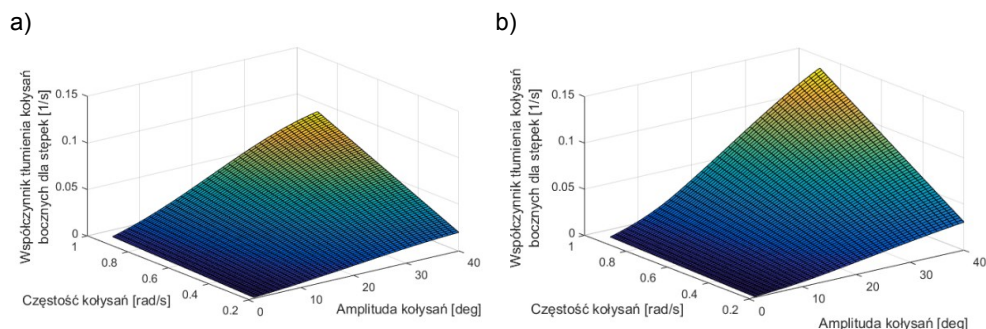 a)
Współczynnik tłumienia kołysań
bocznych dla stępek [1/s]
0.15
0.1
0.05
0
1
0.8
0.6
0.4
0.2
Częstość kołysań [rad/s]
0
10
20
30
40
Amplituda kołysań [deg]
b)
Współczynnik tłumienia kołysań
bocznych dla stępek [1/s]
0.15
0.1
0.05
0
1
0.8
0.6
0.4
0.2
Częstość kołysań [rad/s]
0
10
20
30
40
Amplituda kołysań [deg]